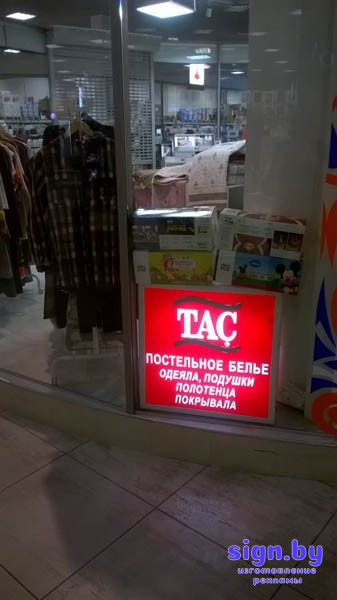 TAÇ
ПОСТЕЛЬНОЕ БЕЛЬЕ
ОДЕЯЛА, ПОДУШКИ
ПОЛОТЕНЦА
ПОКРЫВАЛА
sign.by
изготовление
рекламы